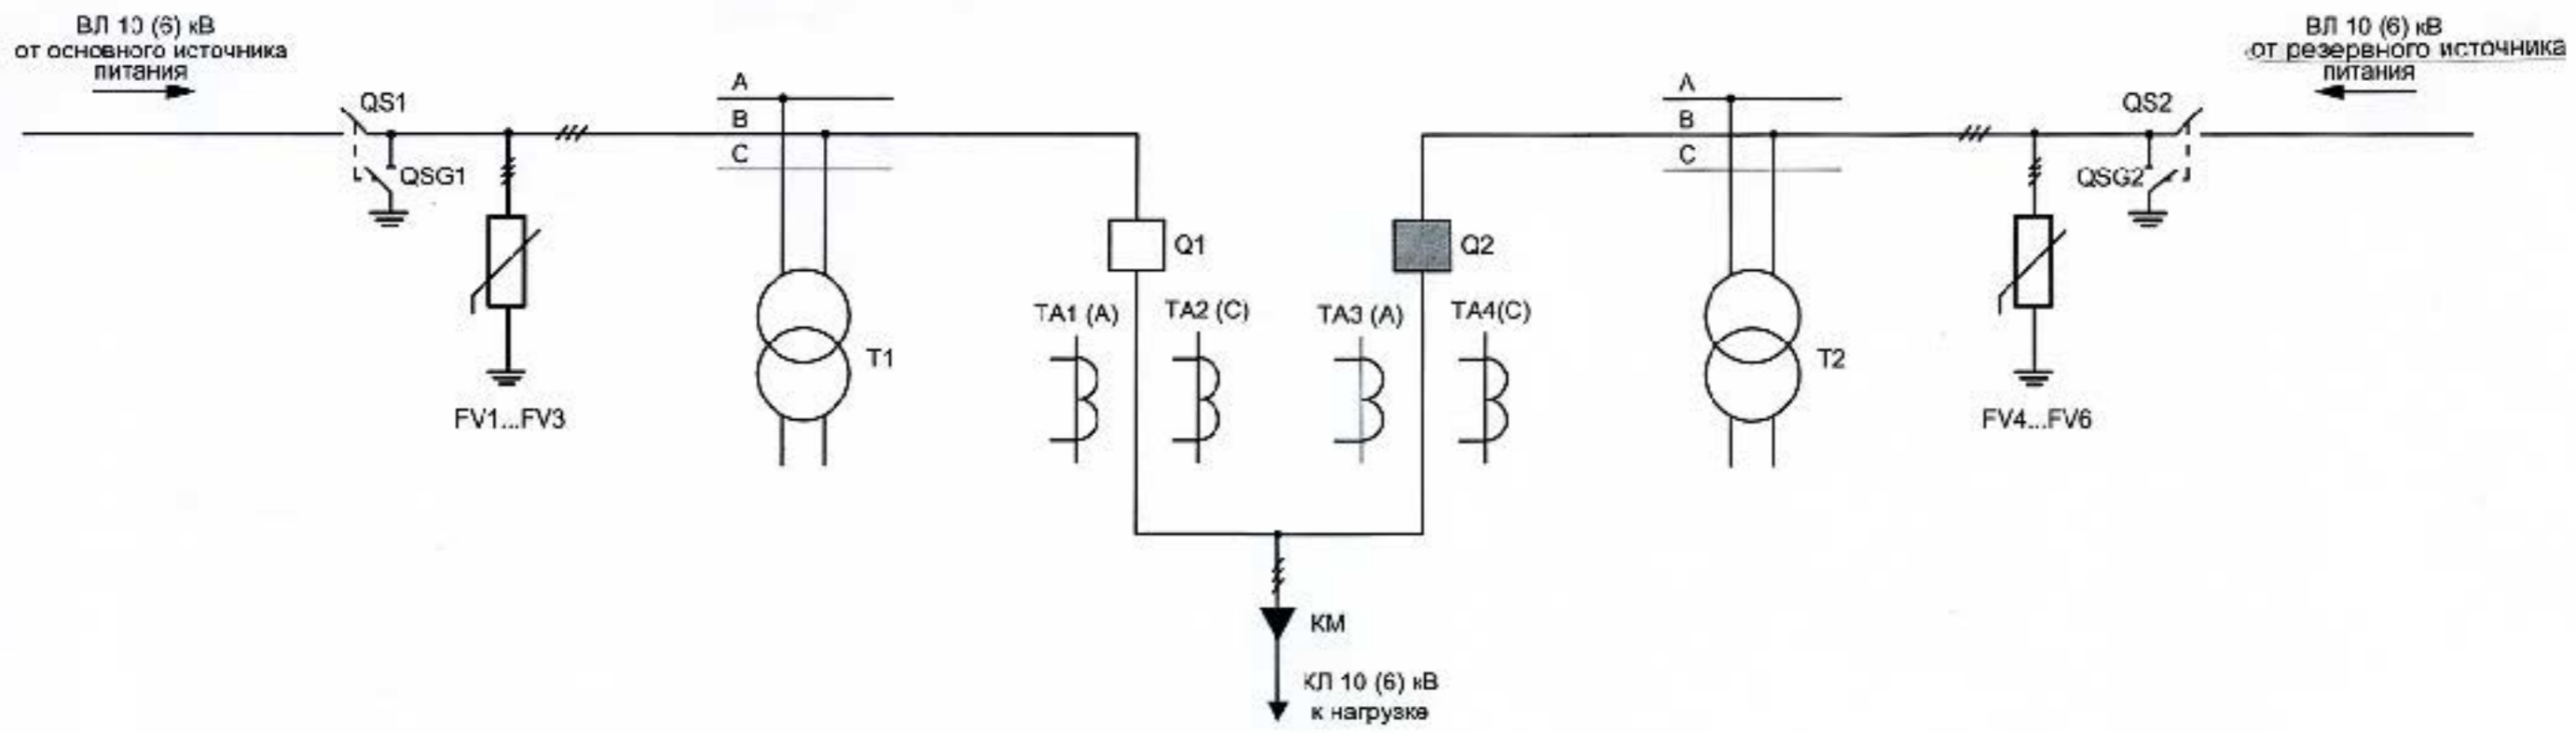 ВЛ 10 (6) кВ
от основного источника
питания
QS1
QSG1
FV1...FV3
A
B
C
T1
Q1
TA1 (A)
TA2 (C)
Q2
TA3 (A)
TA4(C)
КМ
КЛ 10 (6) кВ
к нагрузке
A
B
C
T2
ВЛ 10 (6) кВ
от резервного источника
питания
QS2
QSG2
FV4...FV6